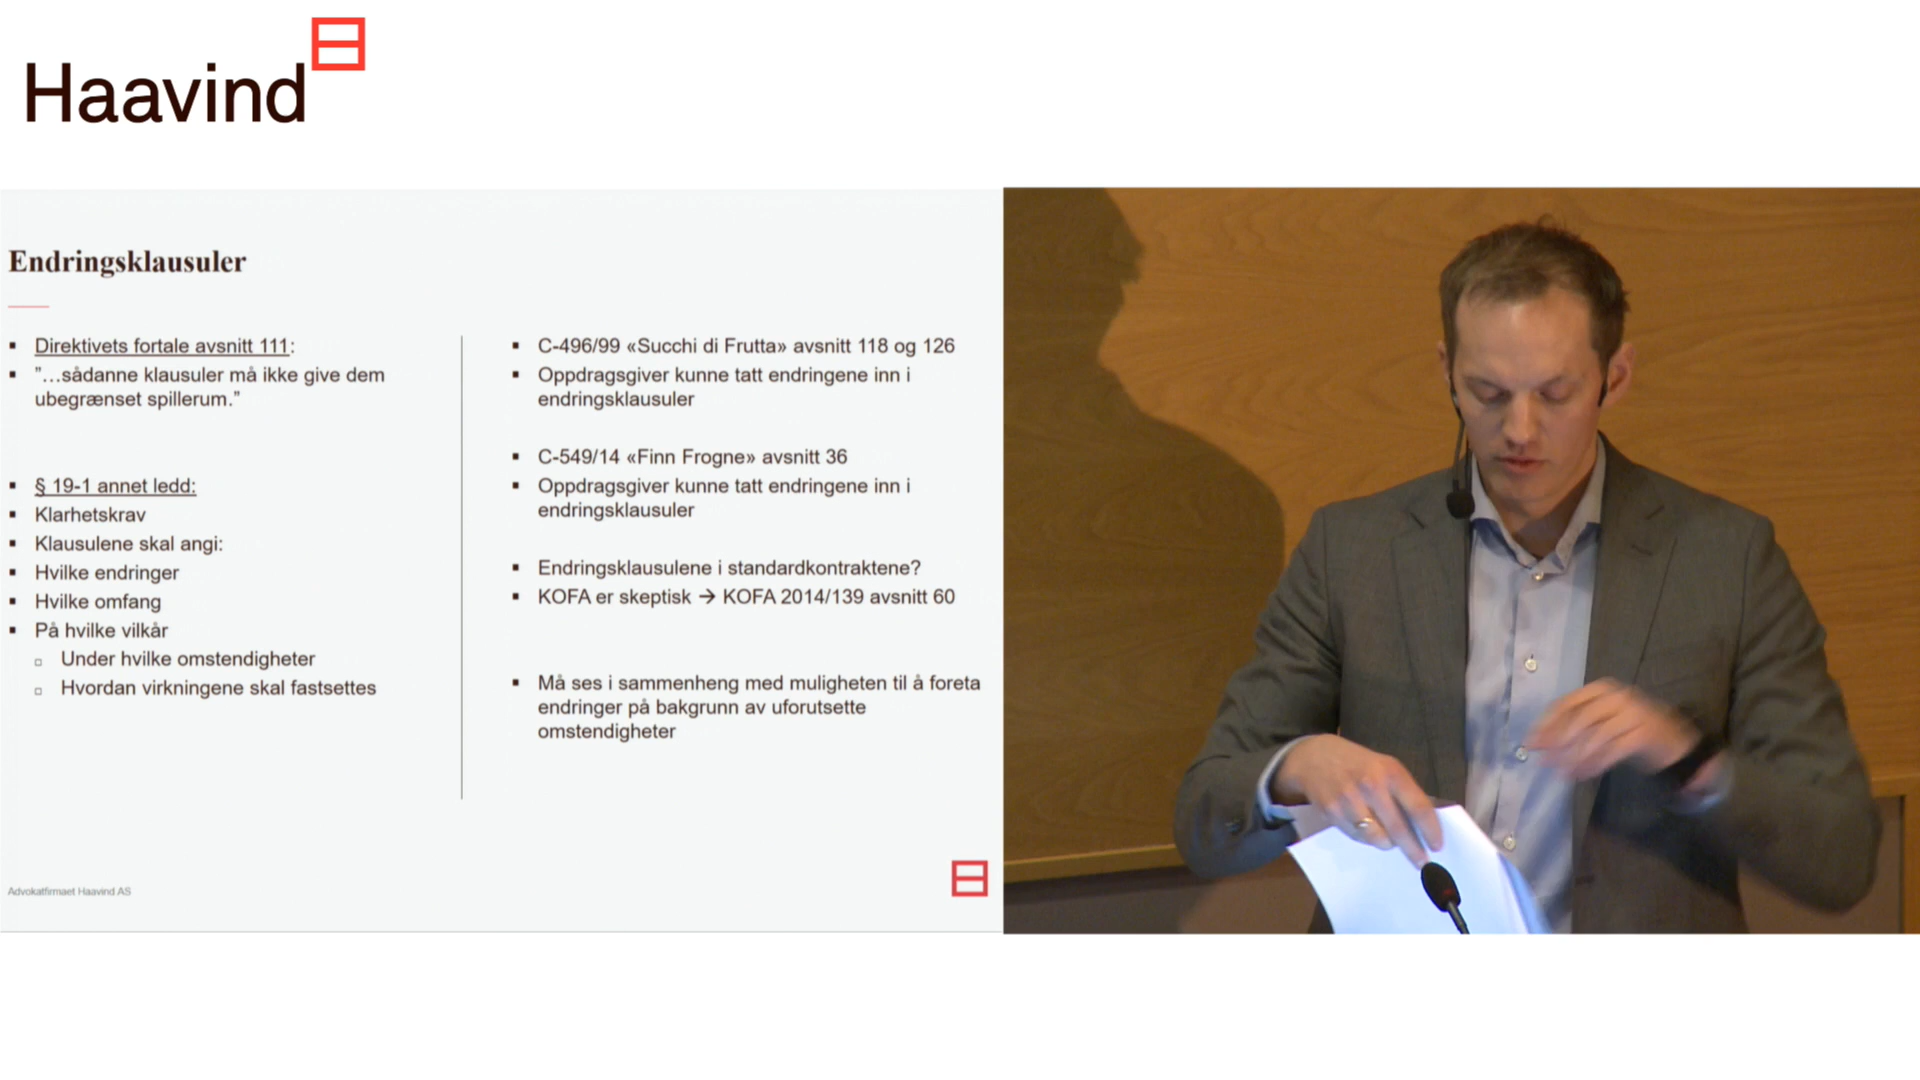 Haavind
Endringsklausuler
▪ Direktivets fortale avsnitt 111:
▪ ”…sådanne klausuler må ikke give dem
ubegrænset spillerum.”
▪ § 19-1 annet ledd:
▪ Klarhetskrav
▪ Klausulene skal angi:
▪ Hvilke endringer
▪ Hvilke omfang
▪ På hvilke vilkår
▫ Under hvilke omstendigheter
▫ Hvordan virkningene skal fastsettes
▪ C-496/99 «Succhi di Frutta» avsnitt 118 og 126
▪ Oppdragsgiver kunne tatt endringene inn i
endringsklausuler
▪ C-549/14 «Finn Frogne» avsnitt 36
▪ Oppdragsgiver kunne tatt endringene inn i
endringsklausuler
▪ Endringsklausulene i standardkontraktene?
▪ KOFA er skeptisk → KOFA 2014/139 avsnitt 60
▪ Må ses i sammenheng med muligheten til å foreta
endringer på bakgrunn av uforutsette
omstendigheter
Advokatfirmaet Haavind AS